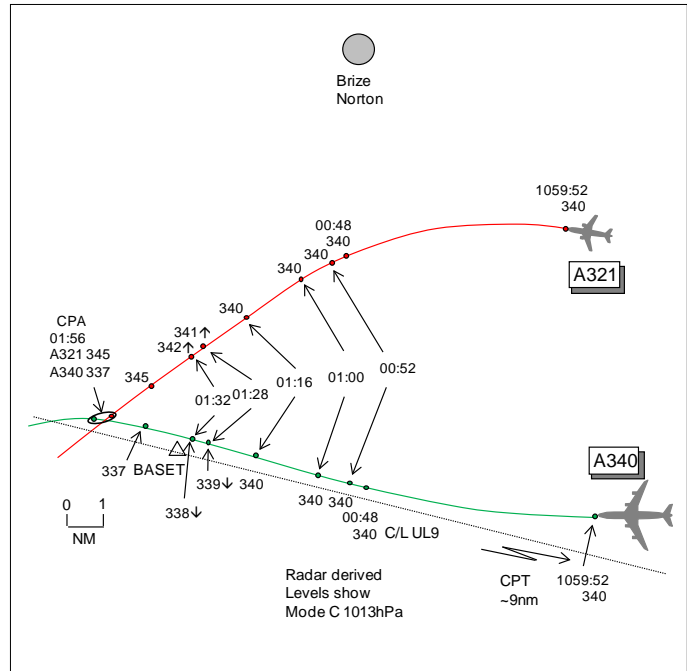 Brize
Norton
1059:52
340
A321
00:48
340
340
340
340
CPA
01:56
A321 345
A340 337
341↑
342↑
345
01:32
01:28
01:16
01:00
00:52
A340
337
BASET
339↓
338↓
340
340
340
00:48
340
C/L UL9
0 1
NM
CPT
~9nm
1059:52
340
Radar derived
Levels show
Mode C 1013hPa